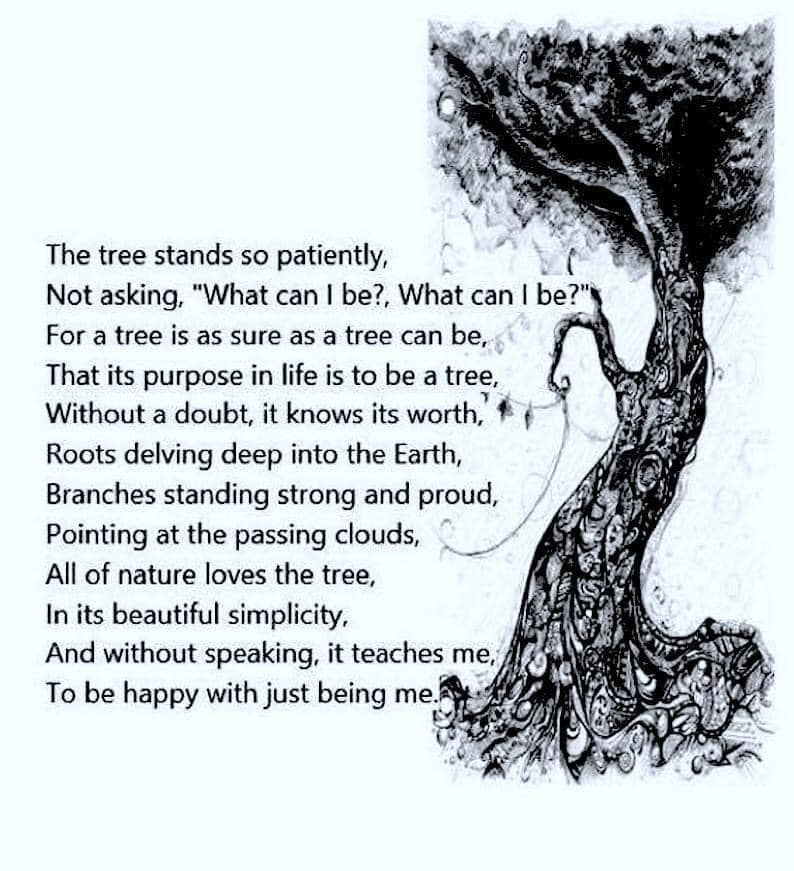 The tree stands so patiently,
Not asking, "What can I be?, What can I be?"
For a tree is as sure as a tree can be,
That its purpose in life is to be a tree,
Without a doubt, it knows its worth,
Roots delving deep into the Earth,
Branches standing strong and proud,
Pointing at the passing clouds,
All of nature loves the tree,
In its beautiful simplicity,
And without speaking, it teaches me,
To be happy with just being me.